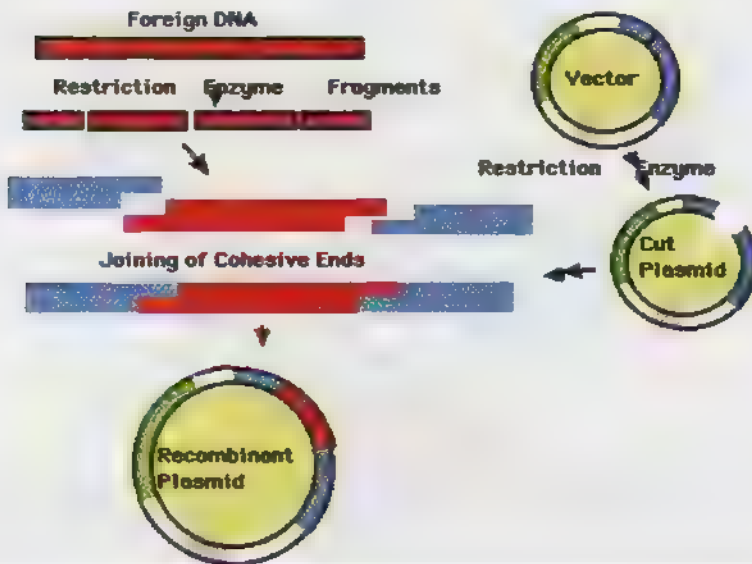 Foreign DNA
Restriction Enzyme Fragments
Vector
Restriction Enzyme
Cut
Plasmid
Joining of Cohesive Ends
Recombinant
Plasmid